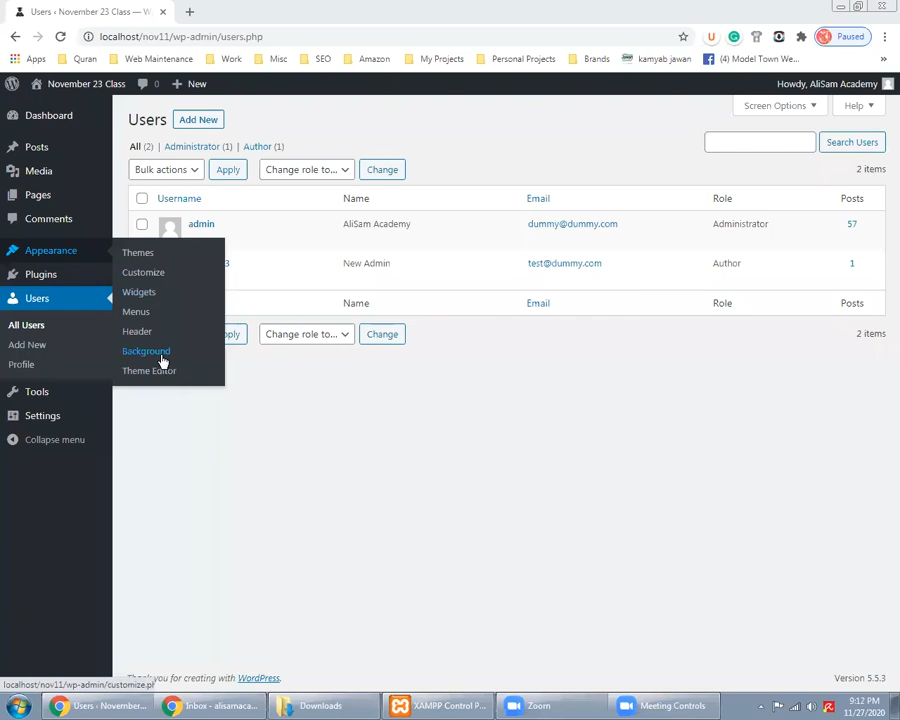 Users ‹ November 23 Class — W
localhost/nov11/wp-admin/users.php
Paused
Apps Quran Web Maintenance Work Misc SEO Amazon My Projects Personal Projects Brands kamyab jawan (4) Model Town We... »
November 23 Class 0 + New Howdy, AliSam Academy
Screen Options Help
Users Add New
All (2) | Administrator (1) | Author (1)
Search Users
Bulk actions Apply Change role to... Change 2 items
Username Name Email Role Posts
admin AliSam Academy dummy@dummy.com Administrator 57
3 New Admin test@dummy.com Author 1
Email Role Posts
Change role to... Change 2 items
Dashboard
Posts
Media
Pages
Comments
Appearance
Plugins
Users
All Users
Add New
Profile
Tools
Settings
Collapse menu
Themes
Customize
Widgets
Menus
Header
Background
Theme Editor
you for creating with WordPress. Version 5.5.3
Users ‹ November... Inbox - alisamaca... Downloads XAMPP Control P... Zoom Meeting Controls
9:12 PM
11/27/2020